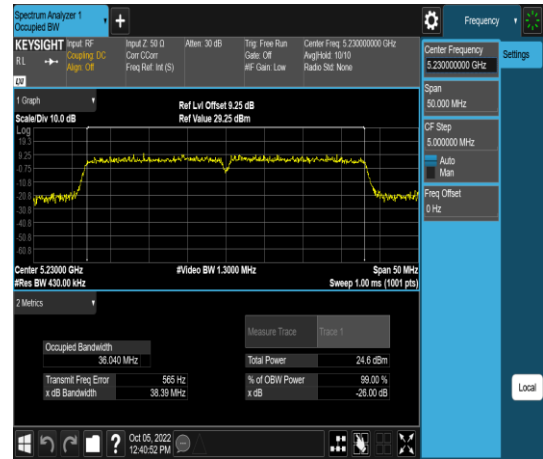 Spectrum Analyzer 1
Occupied BW
+
Frequency
KEYSIGHT
Input: RF
Coupling: DC
Align: Off
Input Z: 50 Ω
Corr CCorr
Freq Ref: Int (S)
Atten: 30 dB
Trig: Free Run
Gate: Off
#IF Gain: Low
Center Freq: 5.230000000 GHz
Avg|Hold: 10/10
Radio Std: None
R L
LXI
Center Frequency
5.230000000 GHz
Settings
Span
50.000 MHz
CF Step
5.000000 MHz
Auto
Man
Freq Offset
0 Hz
1 Graph
Scale/Div 10.0 dB
Ref Lvl Offset 9.25 dB
Ref Value 29.25 dBm
Log
19.3
9.25
-0.75
-10.8
-20.8
-30.8
-40.8
-50.8
-60.8
Center 5.23000 GHz
#Res BW 430.00 kHz
#Video BW 1.3000 MHz
Span 50 MHz
Sweep 1.00 ms (1001 pts)
2 Metrics
Measure Trace
Trace 1
Occupied Bandwidth
36.040 MHz
Total Power
24.6 dBm
Transmit Freq Error
565 Hz
% of OBW Power
99.00 %
x dB Bandwidth
38.39 MHz
x dB
-26.00 dB
Local
?
Oct 05, 2022
12:40:52 PM